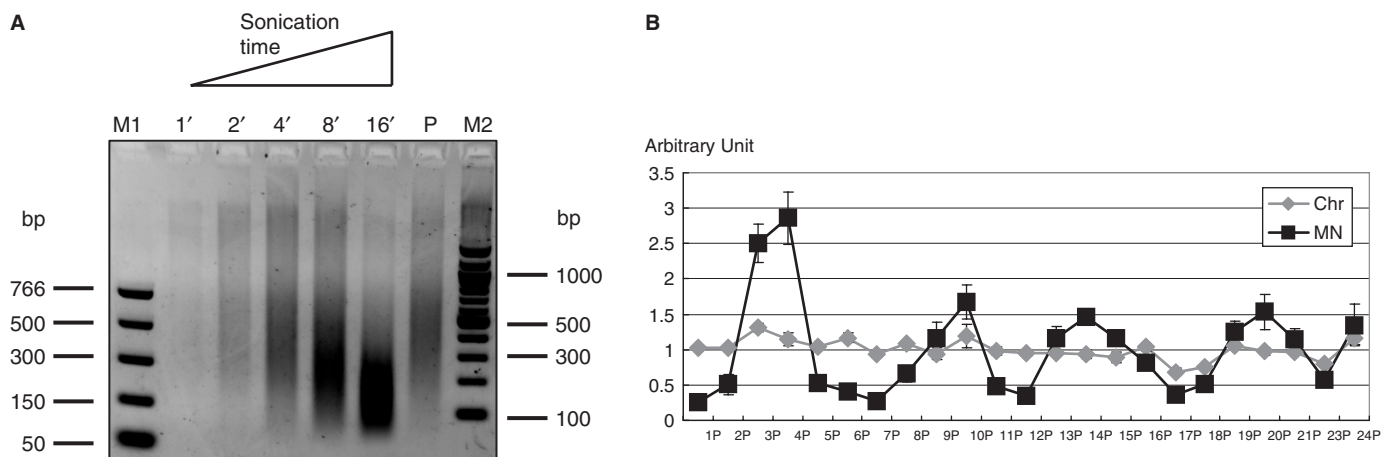 A
Sonication
time
M1 1′ 2′ 4′ 8′ 16′ P M2
bp
766
500
300
150
50
bp
1000
500
300
100
B
Arbitrary Unit
3.5
3
2.5
2
1.5
1
0.5
0
Chr
MN
1P 2P 3P 4P 5P 6P 7P 8P 9P 10P 11P 12P 13P 14P 15P 16P 17P 18P 19P 20P 21P 23P 24P